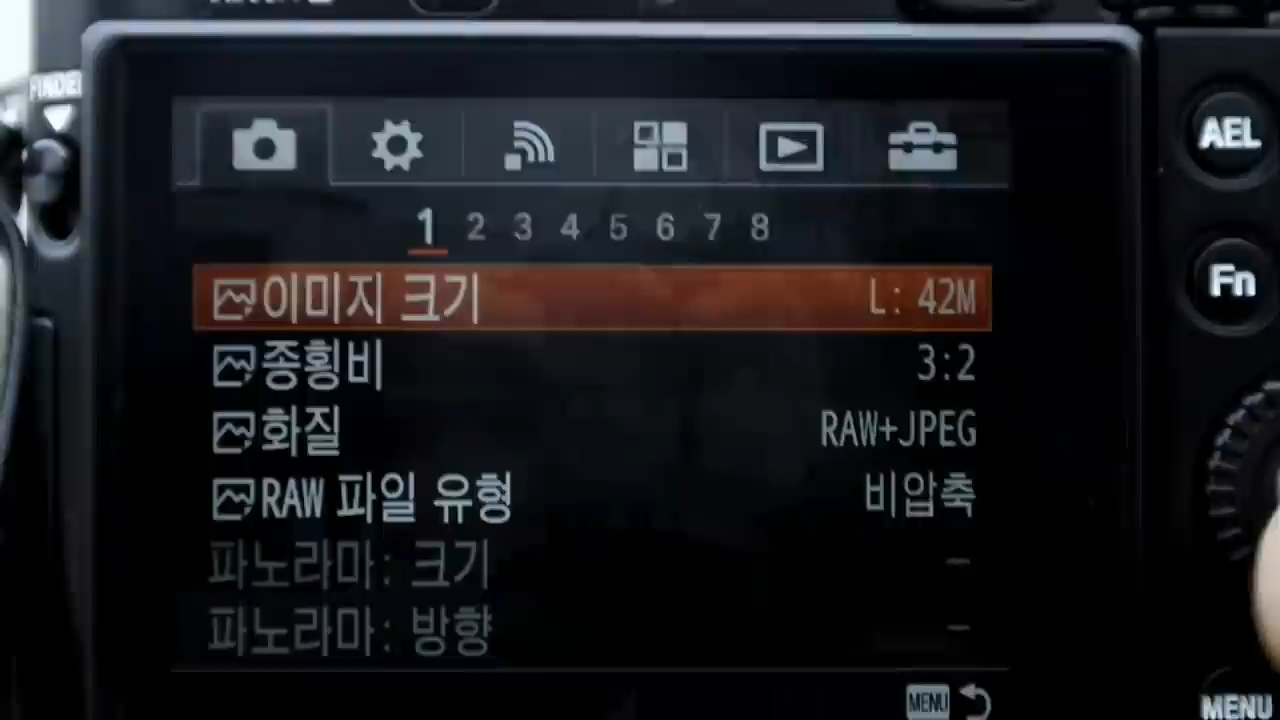 FINDER
AEL
1 2 3 4 5 6 7 8
이미지 크기 L: 42M
Fn
종횡비 3:2
화질 RAW+JPEG
RAW 파일 유형 비압축
파노라마: 크기 –
파노라마: 방향 –
MENU
MENU